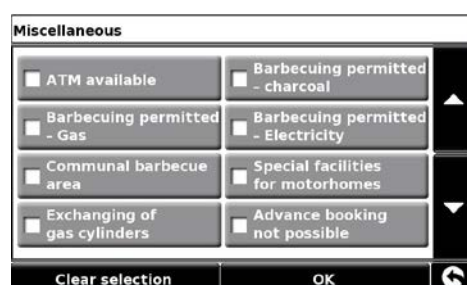 Miscellaneous
ATM available
Barbecuing permitted
- charcoal
Barbecuing permitted
- Gas
Barbecuing permitted
- Electricity
Communal barbecue
area
Special facilities
for motorhomes
Exchanging of
gas cylinders
Advance booking
not possible
Clear selection
OK